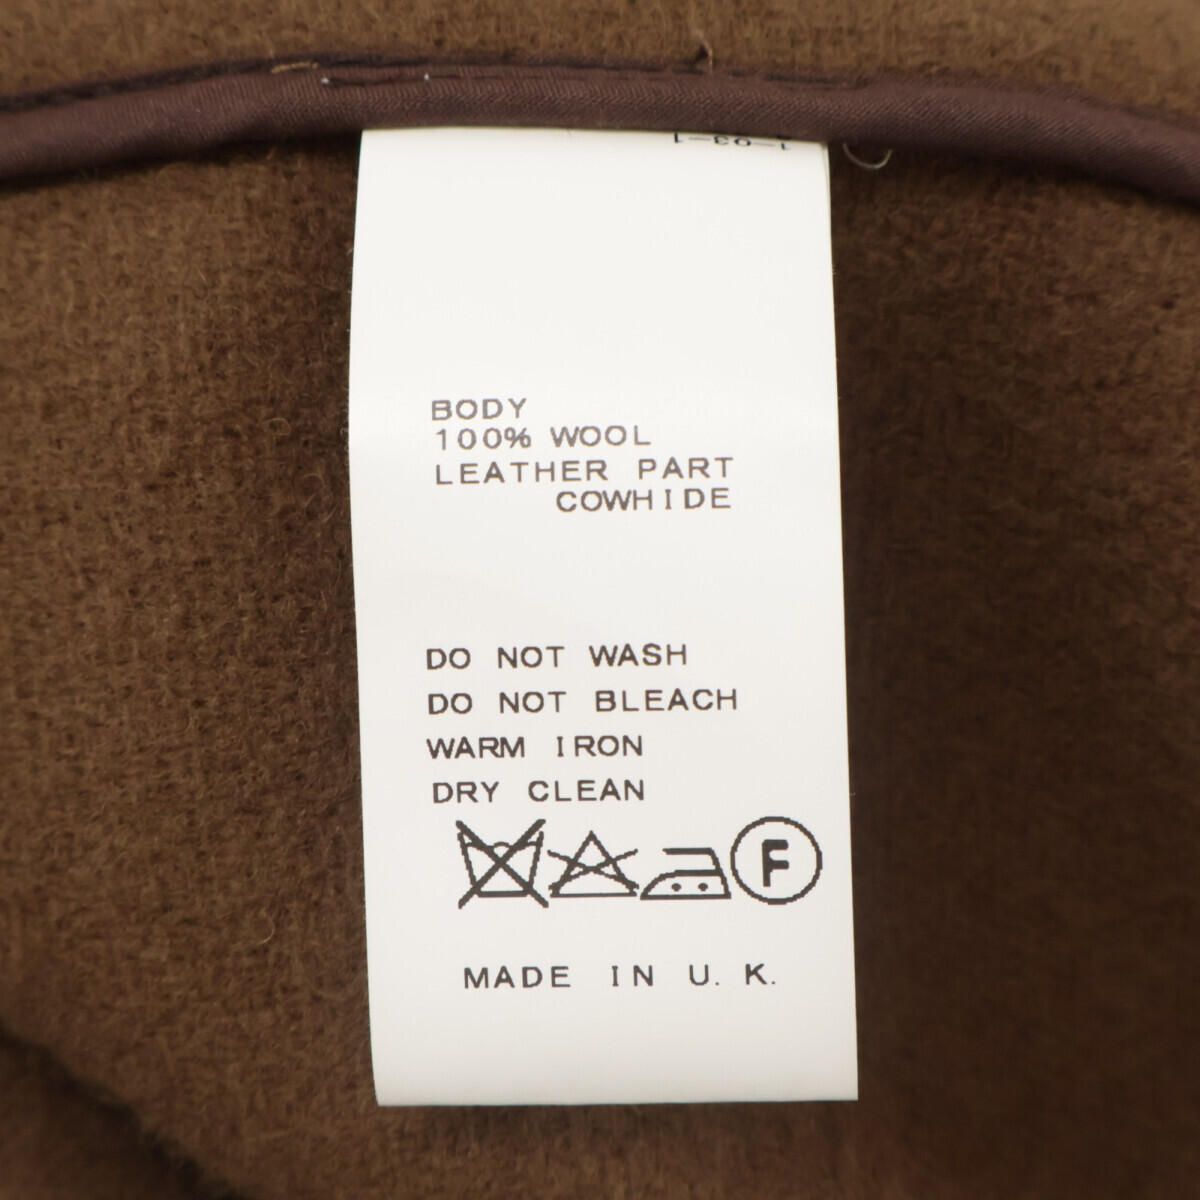 BODY
100% WOOL
LEATHER PART
COWHIDE
DO NOT WASH
DO NOT BLEACH
WARM IRON
DRY CLEAN
F
MADE IN U. K.